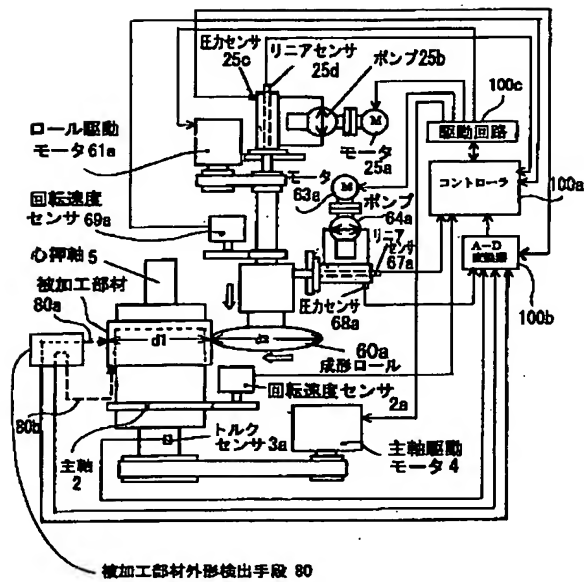 圧力センサ
25c
リニアセンサ
25d
ポンプ 25b
100c
ロール駆動
モータ 61a
モータ
25a
M
駆動回路
モータ
63a
M
コントローラ
100a
回転速度
センサ 69a
ポンプ
64a
リニア
センサ
67a
A-D
変換器
100b
心押軸 5
被加工部材
80a
圧力センサ
68a
d1
d2
60a
成形ロール
80b
回転速度センサ
2a
トルク
センサ 3a
主軸
2
主軸駆動
モータ 4
被加工部材外形検出手段 80